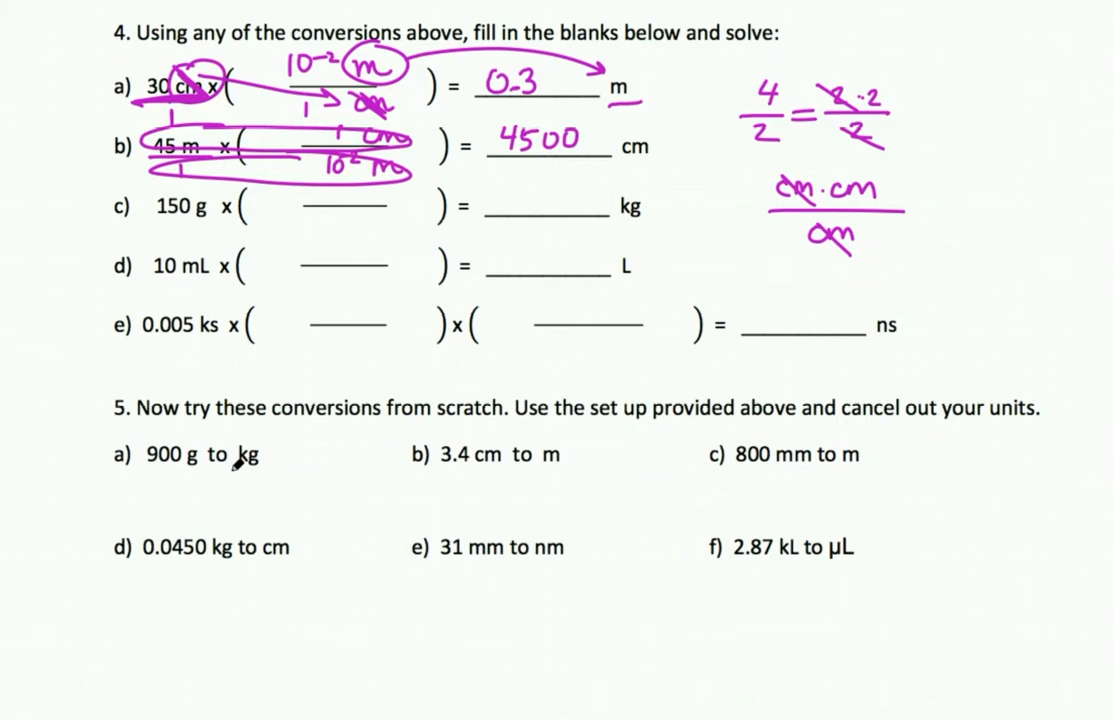 4. Using any of the conversions above, fill in the blanks below and solve:
10⁻² m
a) 30 cm x ( ) = 0.3 m
1 cm
4/2 = 2·2/2
1 cm
b) 45 m x ( ) = 4500 cm
1
10⁻² m
cm·cm
cm
c) 150 g x ( ) = kg
d) 10 mL x ( ) = L
e) 0.005 ks x ( ) x ( ) = ns
5. Now try these conversions from scratch. Use the set up provided above and cancel out your units.
a) 900 g to kg b) 3.4 cm to m c) 800 mm to m
d) 0.0450 kg to cm e) 31 mm to nm f) 2.87 kL to µL